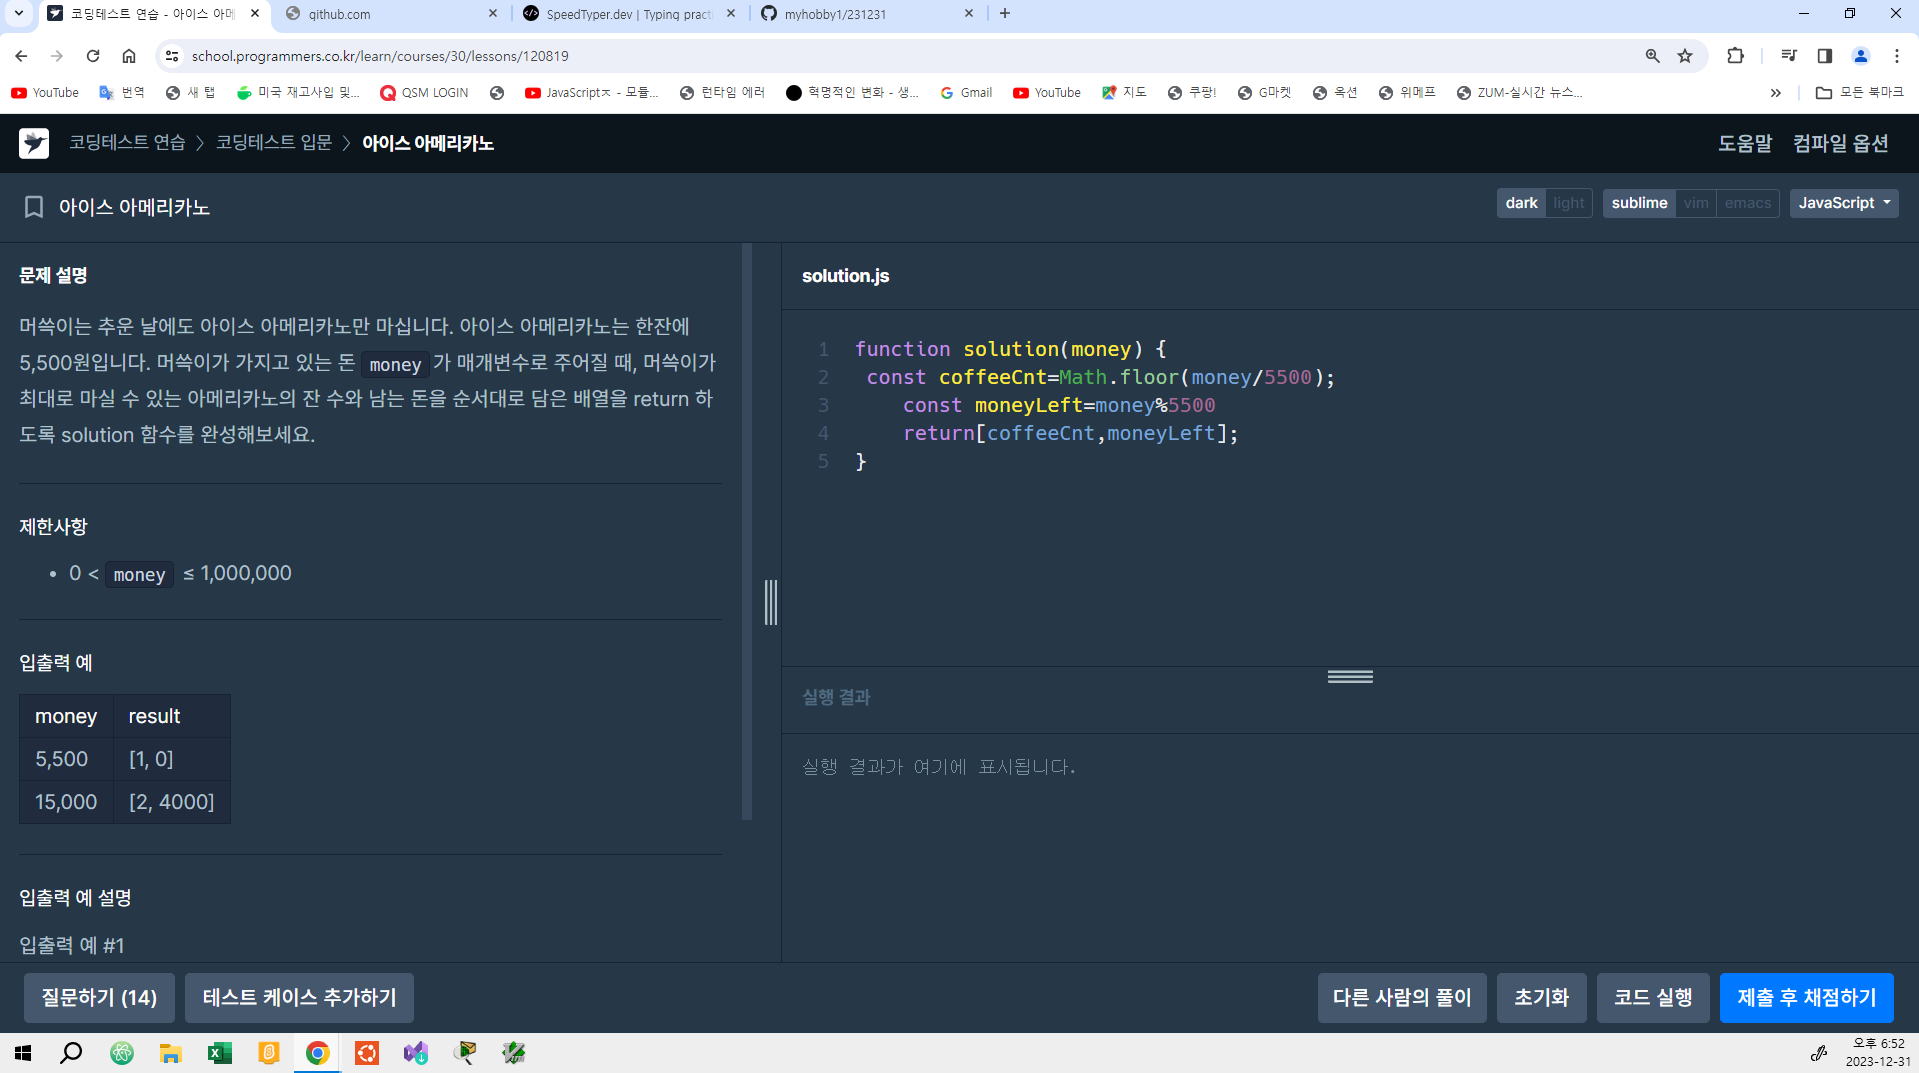 코딩테스트 연습 - 아이스 아메
github.com
SpeedTyper.dev | Typing pract
myhobby1/231231
school.programmers.co.kr/learn/courses/30/lessons/120819
YouTube
번역
새 탭
미국 재고사입 및...
QSM LOGIN
JavaScriptㅈ - 모듈...
런타임 에러
혁명적인 변화 - 생...
Gmail
YouTube
지도
쿠팡!
G마켓
옥션
위메프
ZUM-실시간 뉴스...
모든 북마크
코딩테스트 연습 > 코딩테스트 입문 > 아이스 아메리카노
도움말 컴파일 옵션
아이스 아메리카노
dark light
sublime vim emacs
JavaScript
문제 설명
머쓱이는 추운 날에도 아이스 아메리카노만 마십니다. 아이스 아메리카노는 한잔에
5,500원입니다. 머쓱이가 가지고 있는 돈 money 가 매개변수로 주어질 때, 머쓱이가
최대로 마실 수 있는 아메리카노의 잔 수와 남는 돈을 순서대로 담은 배열을 return 하
도록 solution 함수를 완성해보세요.
제한사항
• 0 < money ≤ 1,000,000
입출력 예
money result
5,500 [1, 0]
15,000 [2, 4000]
입출력 예 설명
입출력 예 #1
solution.js
1 function solution(money) {
2 const coffeeCnt=Math.floor(money/5500);
3 const moneyLeft=money%5500
4 return[coffeeCnt,moneyLeft];
5 }
실행 결과
실행 결과가 여기에 표시됩니다.
질문하기 (14)
테스트 케이스 추가하기
다른 사람의 풀이
초기화
코드 실행
제출 후 채점하기
오후 6:52
2023-12-31